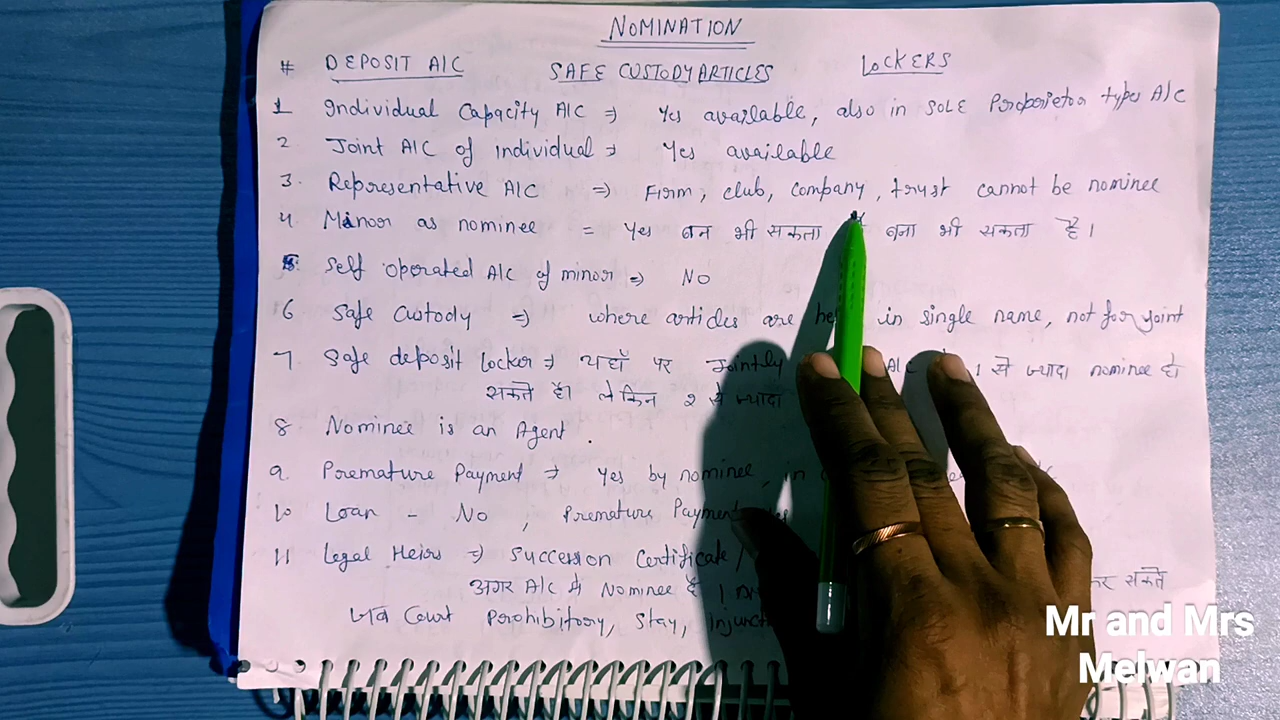 NOMINATION
# DEPOSIT A/C SAFE CUSTODY ARTICLES LOCKERS
1 Individual Capacity A/C ⇒ Yes available, also in SOLE Proparietor type A/C
2 Joint A/C of individual ⇒ Yes available
3. Representative A/C ⇒ Firm, club, company, trust cannot be nominee
4 Minor as nominee = Yes बन भी सकता बना भी सकता है।
5. Self operated A/C of minor ⇒ No
6 Safe Custody ⇒ where articles are in single name, not for joint
7 Safe deposit locker ⇒ यहाँ पर Jointly A/C 1 से ज्यादा nominee हो
सकते हैं। लेकिन 2 से ज्यादा
8 Nominee is an Agent.
9. Premature Payment ⇒ Yes by nominee, in
10 Loan - No, Premature Payment
11 Legal Heirs ⇒ Succession Certificate /
अगर A/C में Nominee है । कर सकते
जब Court Prohibitory, Stay,
Mr and Mrs
Melwan